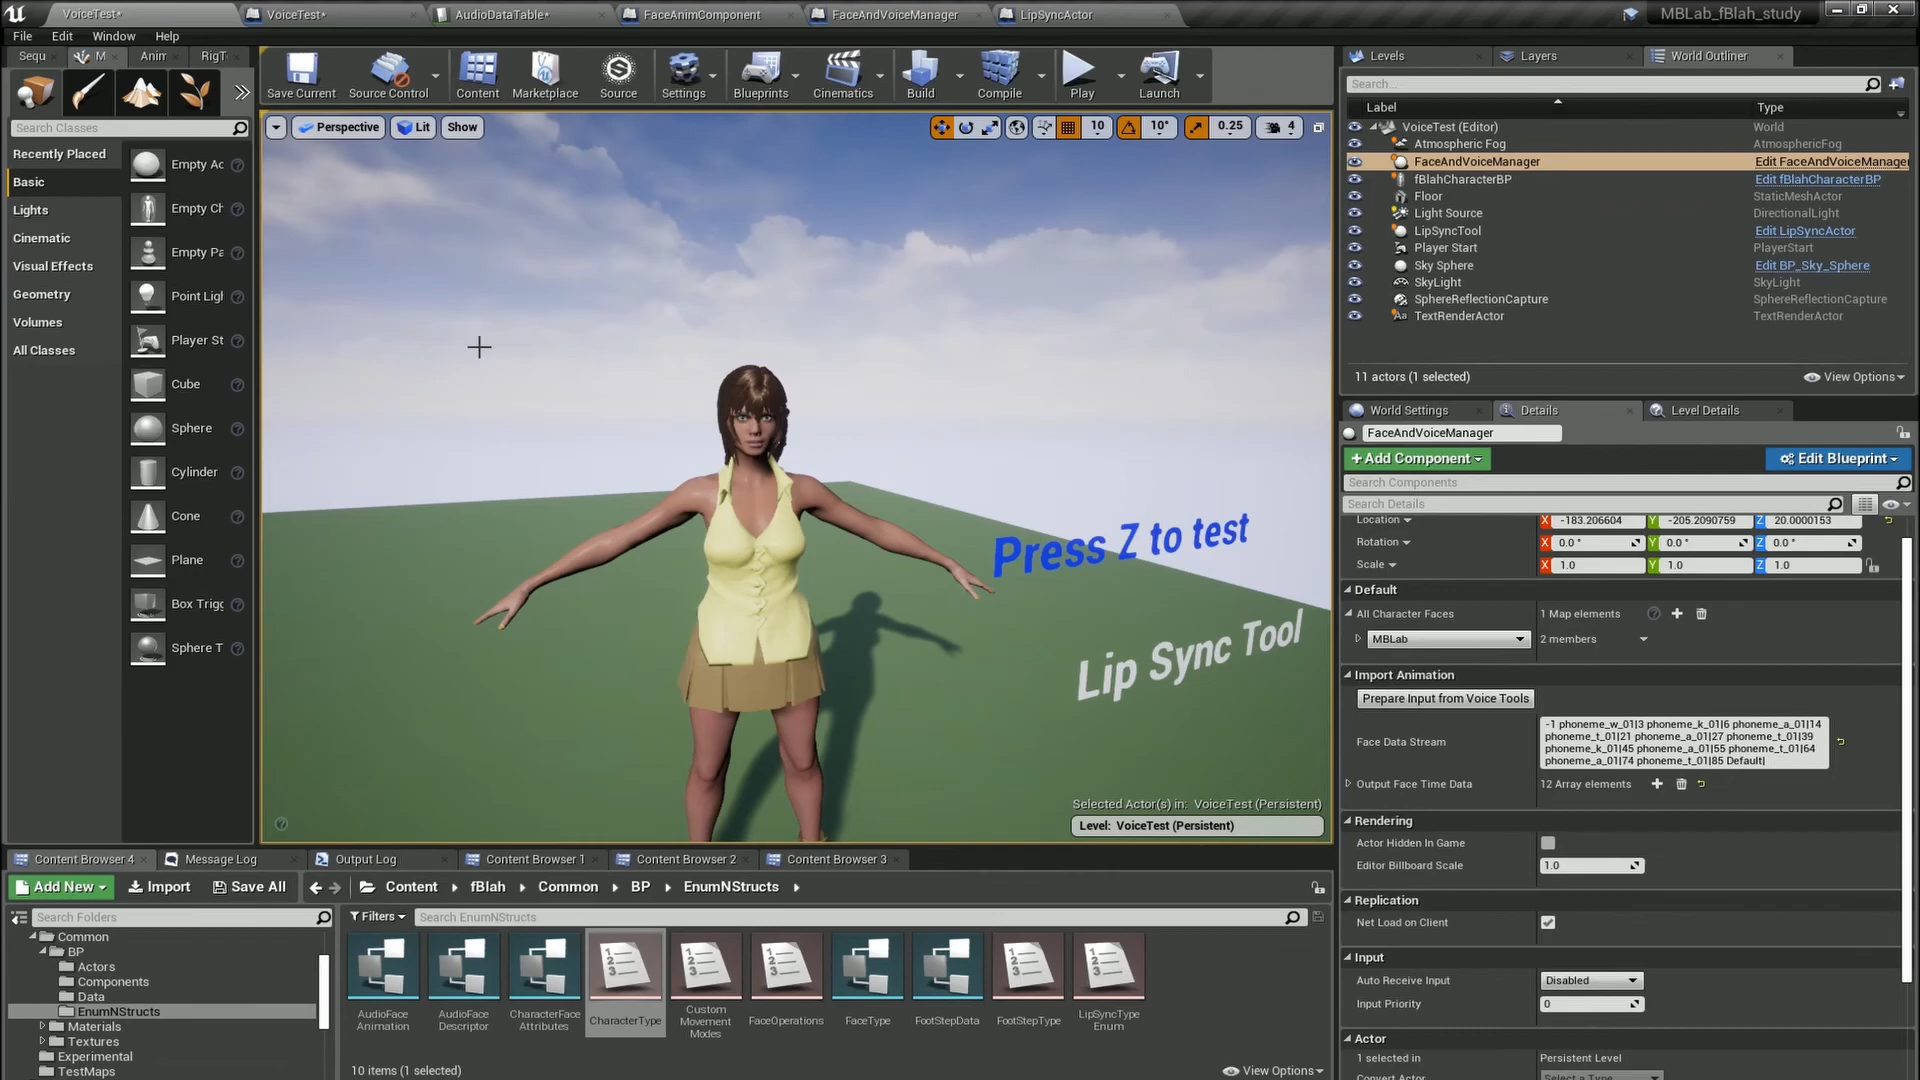 VoiceTest*
VoiceTest*
AudioDataTable*
FaceAnimComponent
FaceAndVoiceManager
LipSyncActor
MBLab_fBlah_study
File
Edit
Window
Help
Sequ
M
Anim
RigT
Save Current
Source Control
Content
Marketplace
Source
Settings
Blueprints
Cinematics
Build
Compile
Play
Launch
Search Classes
Recently Placed
Basic
Lights
Cinematic
Visual Effects
Geometry
Volumes
All Classes
Empty Ac
Empty Ch
Empty Pa
Point Ligl
Player St
Cube
Sphere
Cylinder
Cone
Plane
Box Trigg
Sphere T
Perspective
Lit
Show
10
10°
0.25
4
Press Z to test
Lip Sync Tool
Selected Actor(s) in: VoiceTest (Persistent)
Level: VoiceTest (Persistent)
Levels
Layers
World Outliner
Search...
Label
Type
VoiceTest (Editor)
World
Atmospheric Fog
AtmosphericFog
FaceAndVoiceManager
Edit FaceAndVoiceManager
fBlahCharacterBP
Edit fBlahCharacterBP
Floor
StaticMeshActor
Light Source
DirectionalLight
LipSyncTool
Edit LipSyncActor
Player Start
PlayerStart
Sky Sphere
Edit BP_Sky_Sphere
SkyLight
SkyLight
SphereReflectionCapture
SphereReflectionCapture
TextRenderActor
TextRenderActor
11 actors (1 selected)
View Options
World Settings
Details
Level Details
FaceAndVoiceManager
+Add Component
Edit Blueprint
Search Components
Search Details
Location
X -183.206604
Y -205.2090759
Z 20.0000153
Rotation
X 0.0 °
Y 0.0 °
Z 0.0 °
Scale
X 1.0
Y 1.0
Z 1.0
Default
All Character Faces
1 Map elements
MBLab
2 members
Import Animation
Prepare Input from Voice Tools
Face Data Stream
-1 phoneme_w_01|3 phoneme_k_01|6 phoneme_a_01|14
phoneme_t_01|21 phoneme_a_01|27 phoneme_t_01|39
phoneme_k_01|45 phoneme_a_01|55 phoneme_t_01|64
phoneme_a_01|74 phoneme_t_01|85 Default|
Output Face Time Data
12 Array elements
Rendering
Actor Hidden In Game
Editor Billboard Scale
1.0
Replication
Net Load on Client
Input
Auto Receive Input
Disabled
Input Priority
0
Actor
1 selected in
Persistent Level
Convert Actor
Select a Type
Content Browser 4
Message Log
Output Log
Content Browser 1
Content Browser 2
Content Browser 3
Add New
Import
Save All
Content
fBlah
Common
BP
EnumNStructs
Search Folders
Filters
Search EnumNStructs
Common
BP
Actors
Components
Data
EnumNStructs
Materials
Textures
Experimental
TestMaps
AudioFace
Animation
AudioFace
Descriptor
CharacterFace
Attributes
CharacterType
Custom
Movement
Modes
FaceOperations
FaceType
FootStepData
FootStepType
LipSyncType
Enum
10 items (1 selected)
View Options